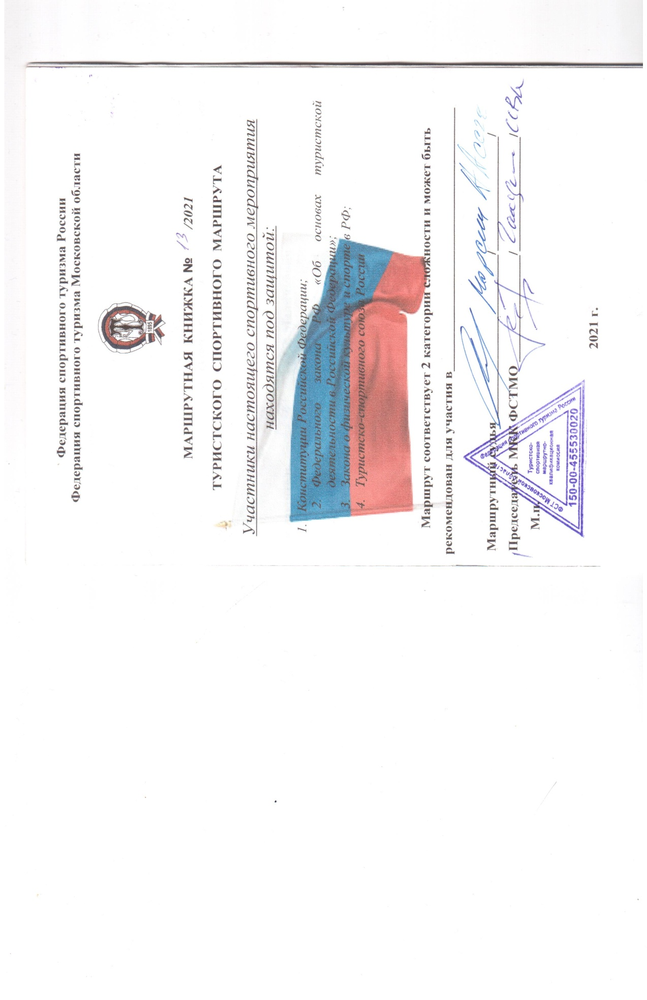 Федерация спортивного туризма России
Федерация спортивного туризма Московской области
1895
МАРШРУТНАЯ КНИЖКА № 13 /2021
ТУРИСТСКОГО СПОРТИВНОГО МАРШРУТА
Участники настоящего спортивного мероприятия
находятся под защитой:
1. Конституции Российской Федерации;
2. Федерального закона РФ «Об основах туристской
деятельности в Российской Федерации»;
3 Закона о физической культуре и спорте в РФ;
4. Туристско-спортивного союза России
Маршрут соответствует 2 категории сложности и может быть
рекомендован для участия в
Маршрутный судья
Председатель МКК ФСТМО
М.п.
ФСТ Московской области
Федерация спортивного туризма России
Туристско-
спортивная
маршрутно-
квалификационная
комиссия
150-00-455530020
2021 г.